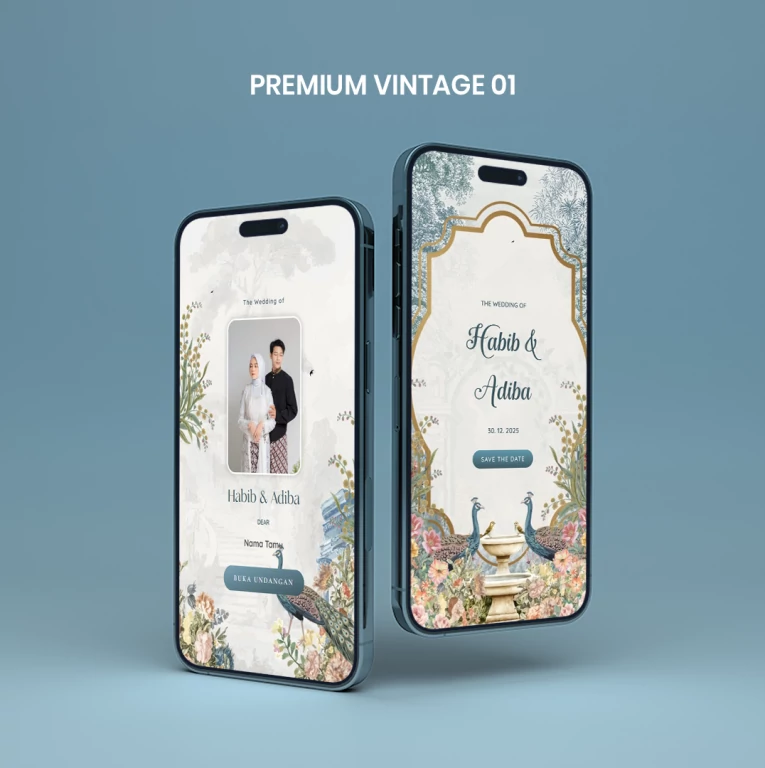 PREMIUM VINTAGE 01
The Wedding of
Habib & Adiba
DEAR
Nama Tamu
BUKA UNDANGAN
THE WEDDING OF
Habib &
Adiba
30. 12. 2025
SAVE THE DATE